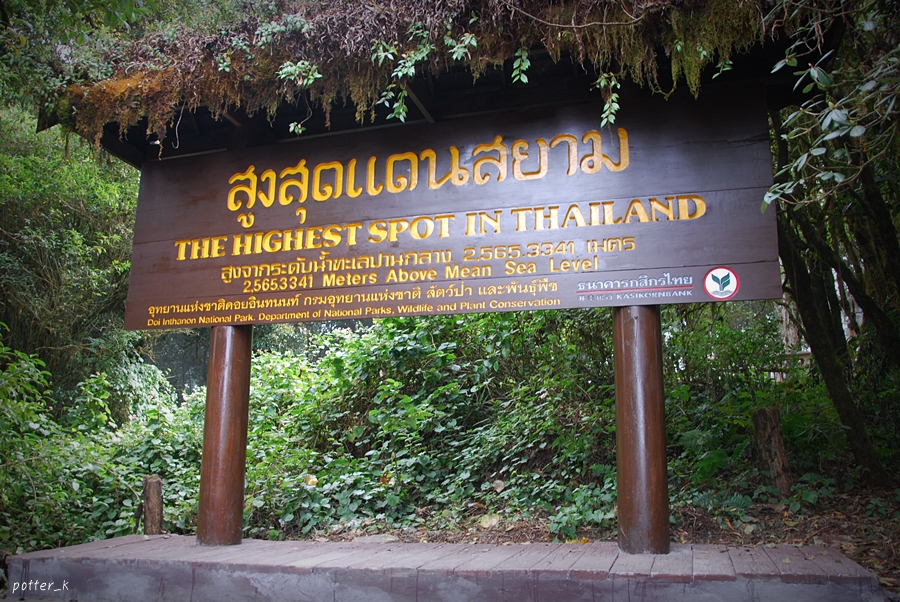 สูงสุดแดนสยาม
THE HIGHEST SPOT IN THAILAND
สูงจากระดับน้ำทะเลปานกลาง 2,565.3341 เมตร
2,565.3341 Meters Above Mean Sea Level
อุทยานแห่งชาติดอยอินทนนท์ กรมอุทยานแห่งชาติ สัตว์ป่า และพันธุ์พืช
Doi Inthanon National Park. Department of National Parks, Wildlife and Plant Conservation
ธนาคารกสิกรไทย
KASIKORNBANK
potter_k